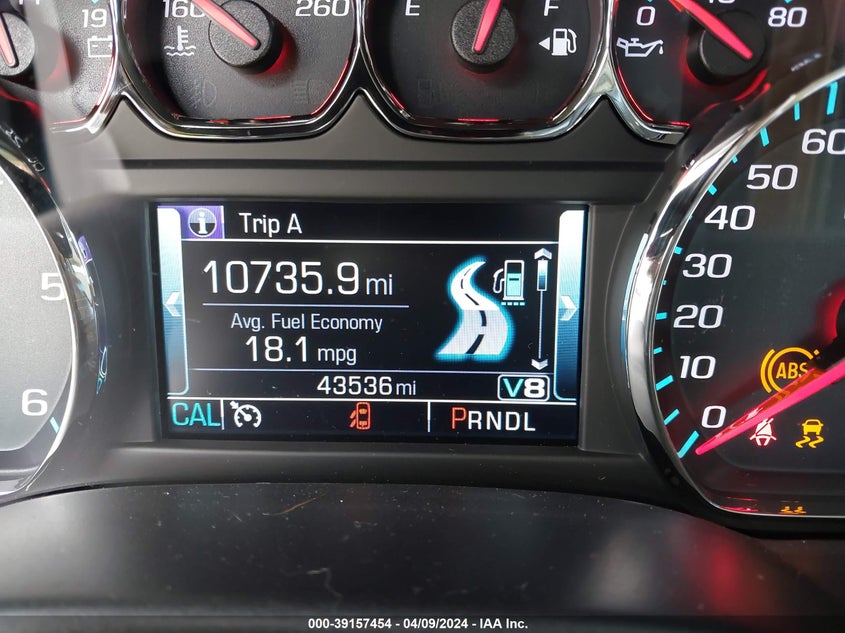 19
160 260
E F
0 80
60
50
40
30
20
10
0
5
6
Trip A
10735.9 mi
Avg. Fuel Economy
18.1 mpg
43536 mi V8
CAL PRNDL
ABS
000-39157454 - 04/09/2024 - IAA Inc.